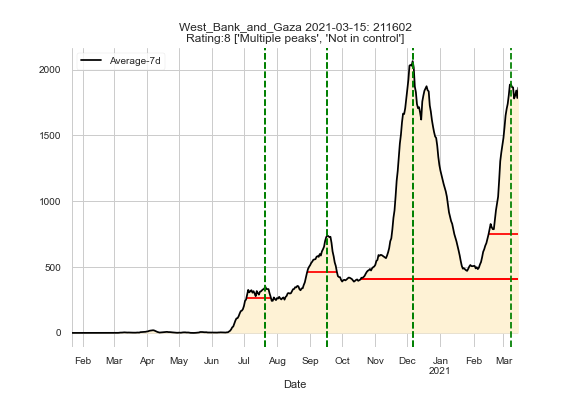 West_Bank_and_Gaza 2021-03-15: 211602
Rating:8 ['Multiple peaks', 'Not in control']
Average-7d
2000
1500
1000
500
0
Feb Mar Apr May Jun Jul Aug Sep Oct Nov Dec Jan Feb Mar
2021
Date